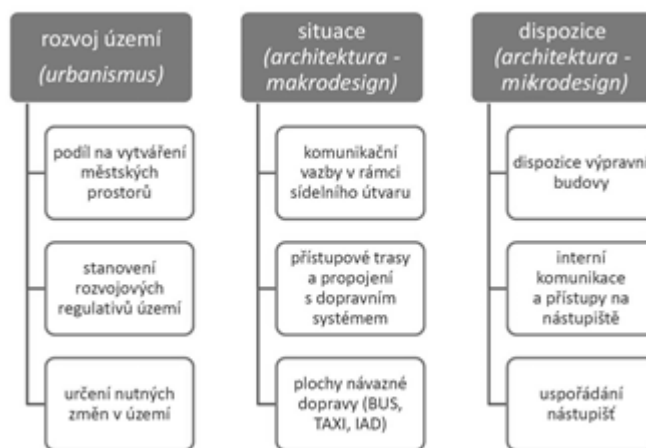 rozvoj území
(urbanismus)
podíl na vytváření
městských
prostorů
stanovení
rozvojových
regulativů území
určení nutných
změn v území
situace
(architektura -
makrodesign)
komunikační
vazby v rámci
sídelního útvaru
přístupové trasy
a propojení
s dopravním
systémem
plochy návazné
dopravy (BUS,
TAXI, IAD)
dispozice
(architektura -
mikrodesign)
dispozice výpravní
budovy
interní
komunikace
a přístupy na
nástupiště
uspořádání
nástupišť